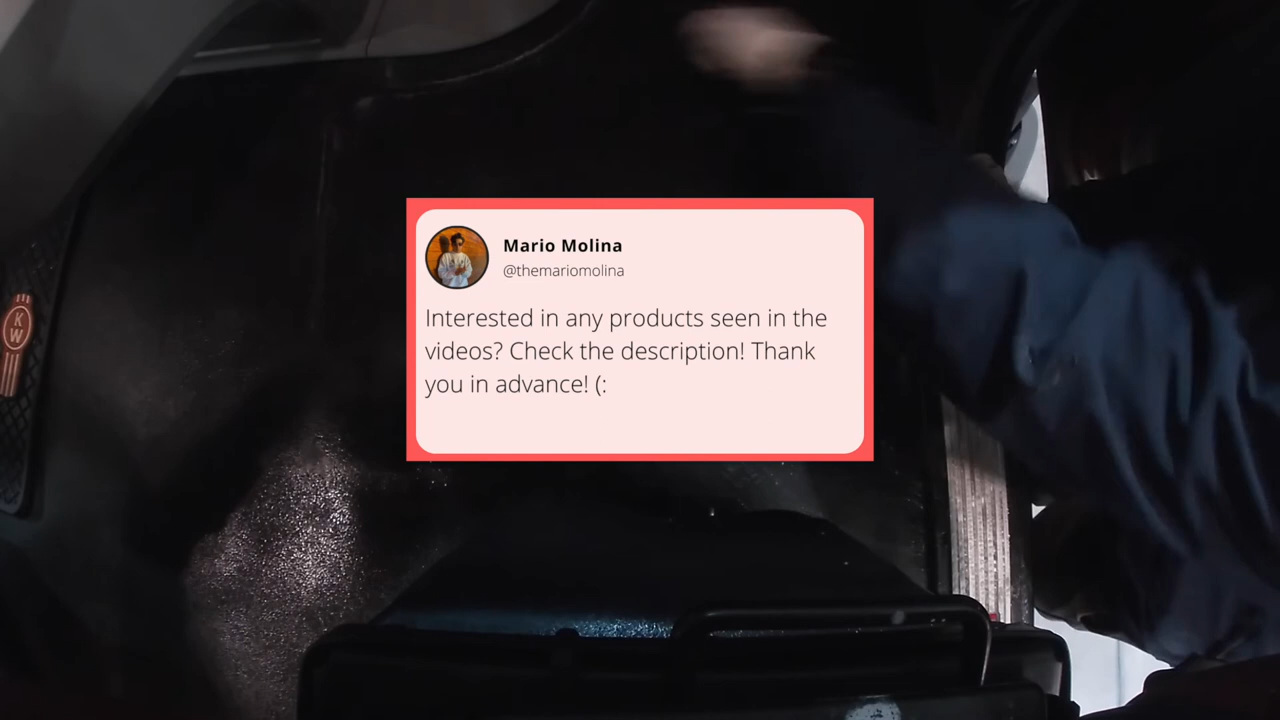 Mario Molina
@themariomolina
Interested in any products seen in the
videos? Check the description! Thank
you in advance! (:
K
W